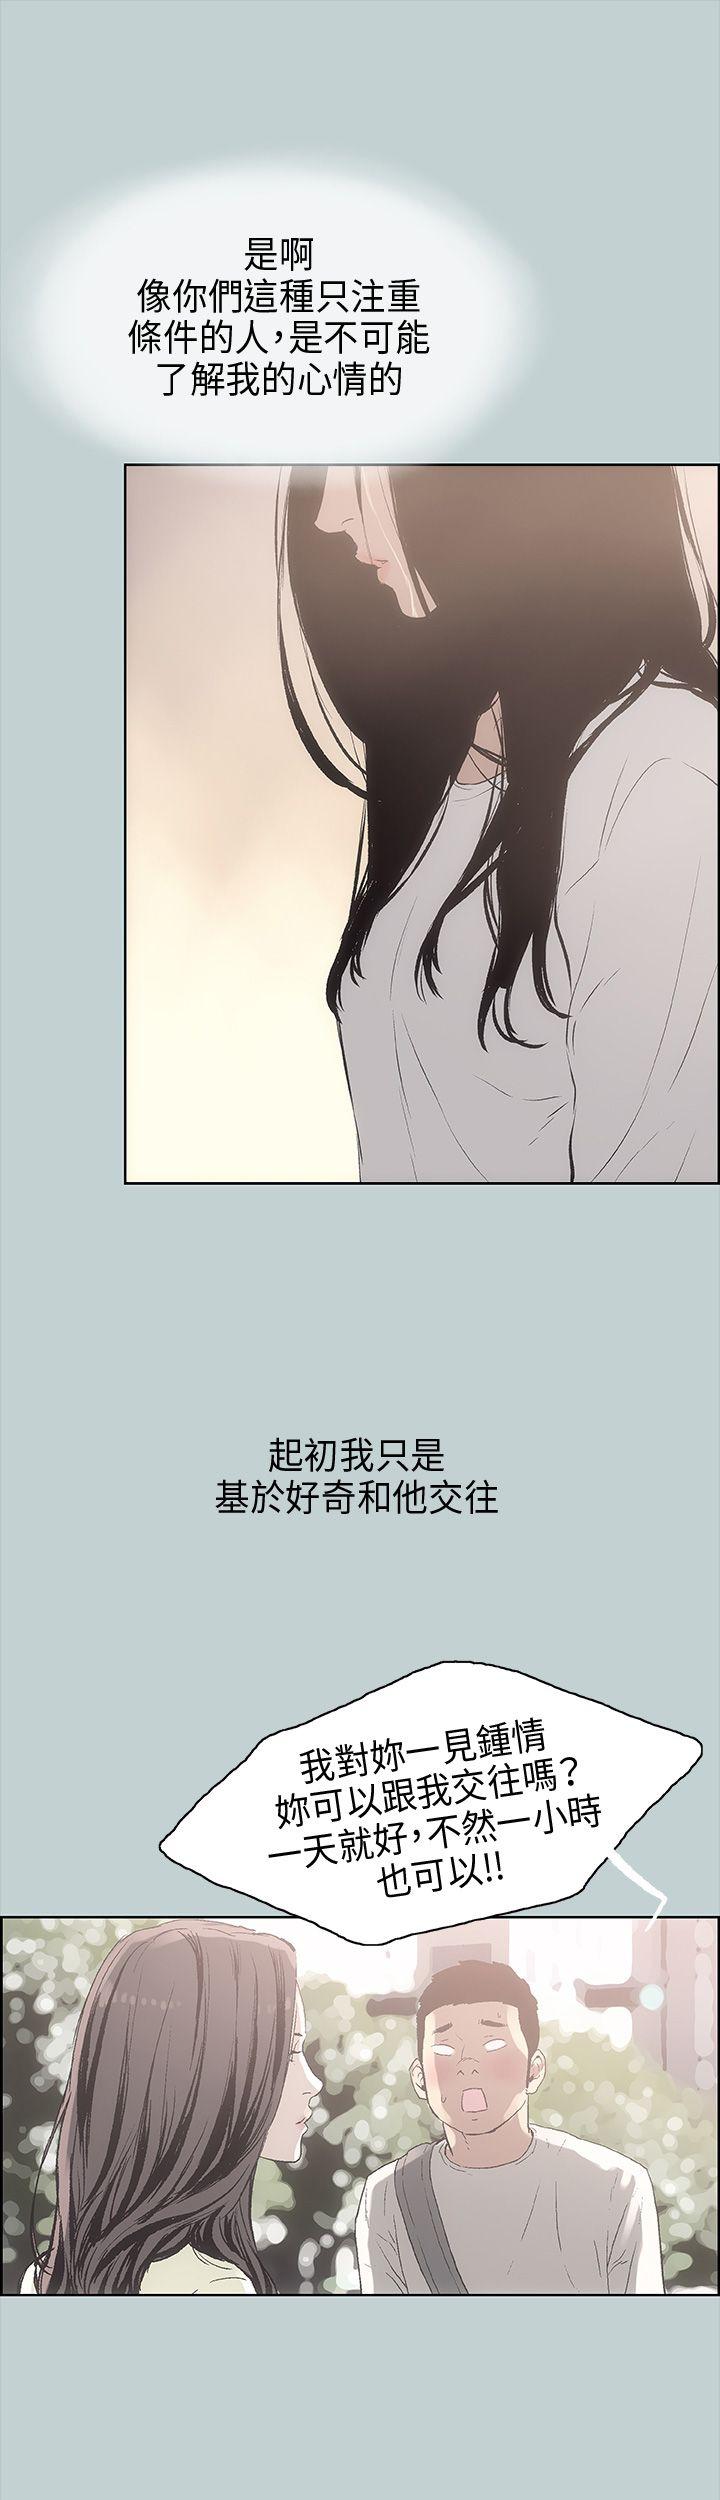 是啊
像你們這種只注重
條件的人，是不可能
了解我的心情的
起初我只是
基於好奇和他交往
我對妳一見鍾情
妳可以跟我交往嗎？
一天就好，不然一小時
也可以!!